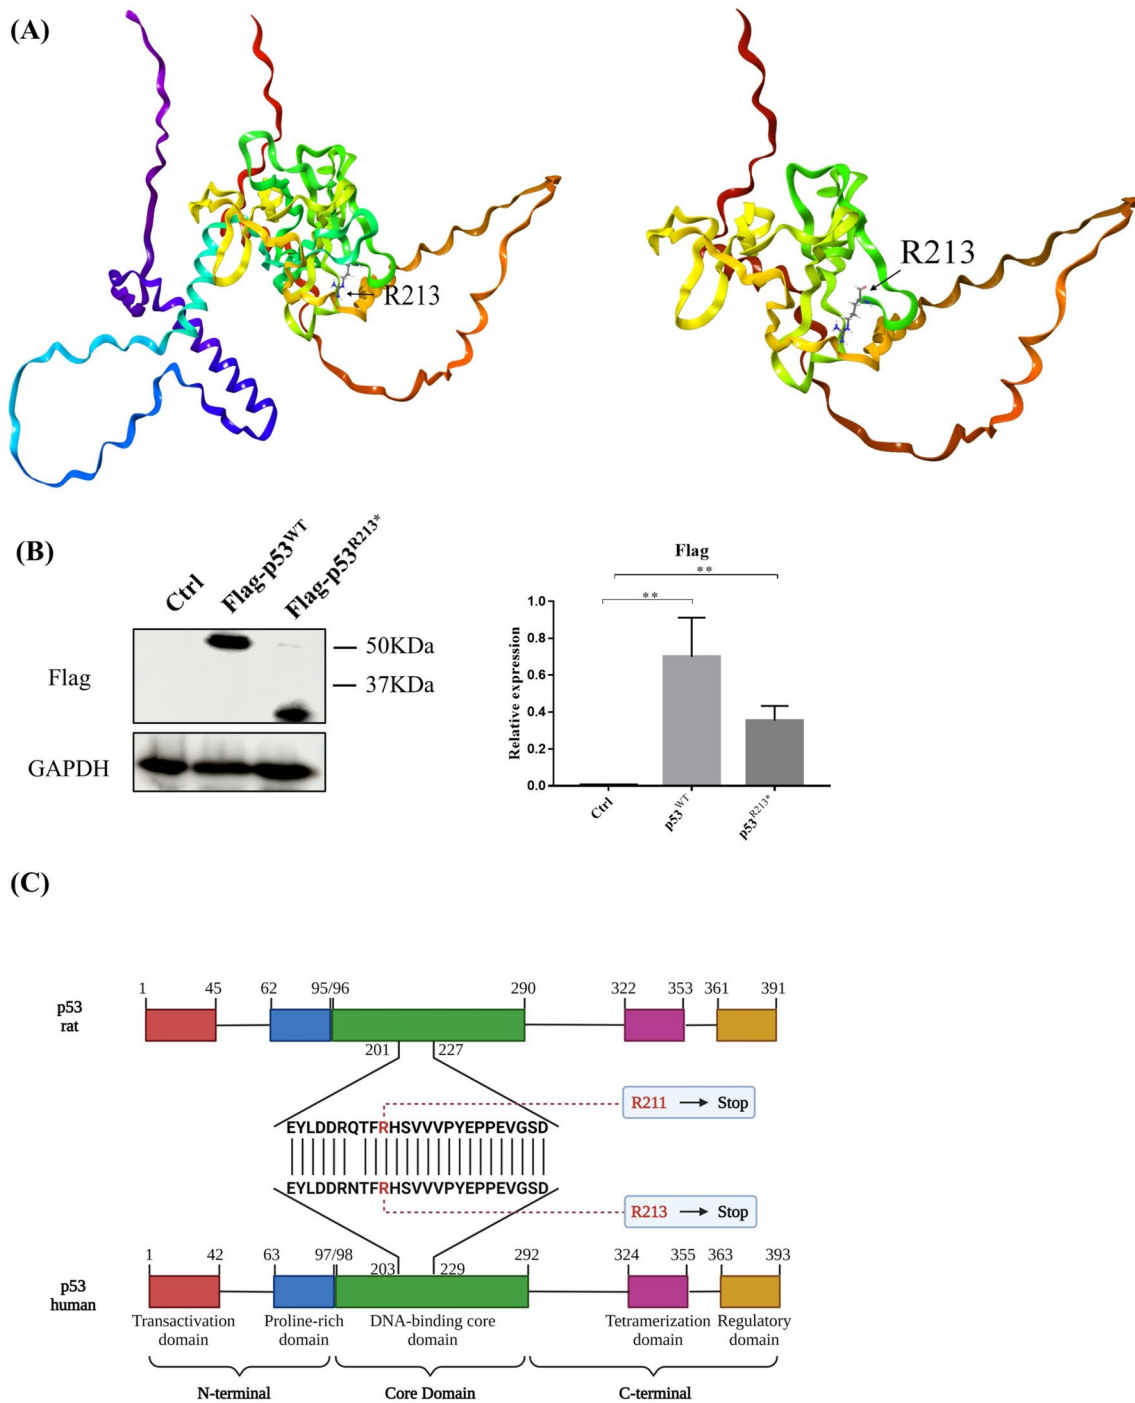 (A)
R213
R213
(B)
Ctrl
Flag-p53WT
Flag-p53R213*
Flag
50KDa
37KDa
GAPDH
Flag
**
**
Relative expression
1.0
0.8
0.6
0.4
0.2
0.0
Ctrl
p53WT
p53R213*
(C)
p53
rat
1 45 62 95/96 290 322 353 361 391
201 227
R211 → Stop
EYLDDRQTFRHSVVVPYEPPEVGSD
EYLDDRNTFRHSVVVPYEPPEVGSD
R213 → Stop
1 42 63 97/98 292 324 355 363 393
203 229
p53
human
Transactivation
domain
Proline-rich
domain
DNA-binding core
domain
Tetramerization
domain
Regulatory
domain
N-terminal
Core Domain
C-terminal